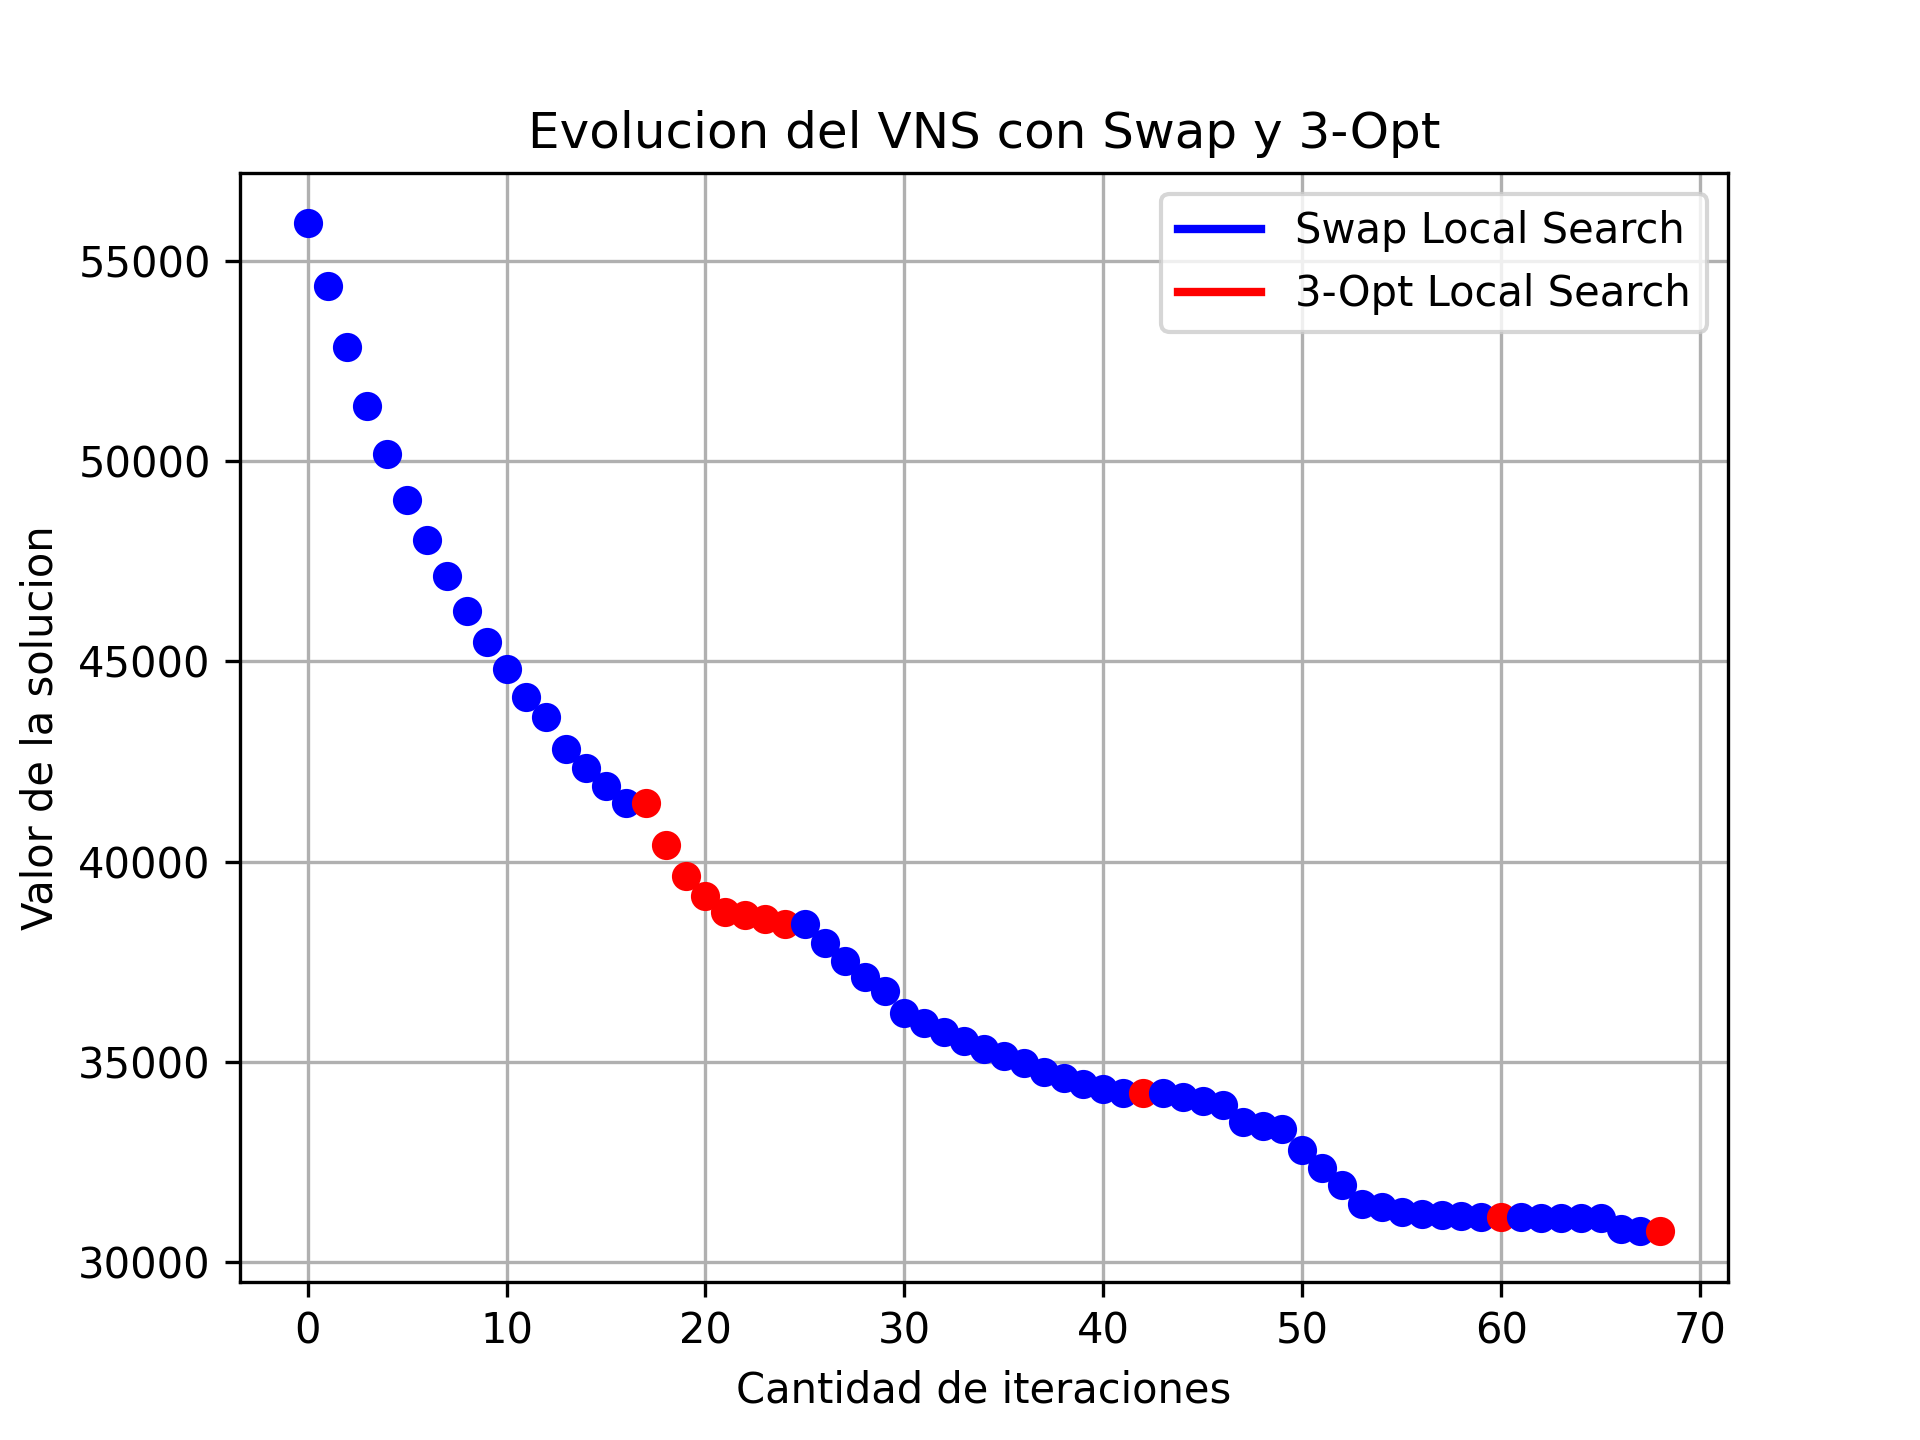 Evolucion del VNS con Swap y 3-Opt
Swap Local Search
3-Opt Local Search
Valor de la solucion
55000
50000
45000
40000
35000
30000
0 10 20 30 40 50 60 70
Cantidad de iteraciones